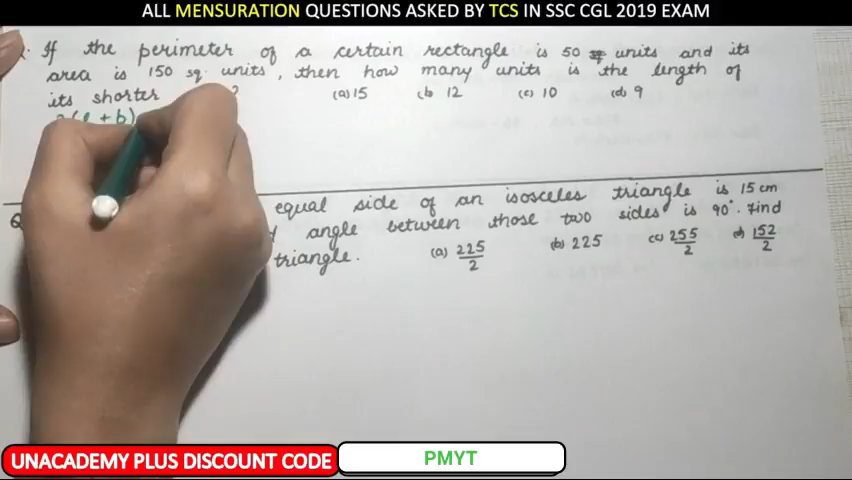 ALL MENSURATION QUESTIONS ASKED BY TCS IN SSC CGL 2019 EXAM
If the perimeter of a certain rectangle is 50 units and its
area is 150 sq. units, then how many units is the length of
its shorter ? (a) 15 (b 12 (c) 10 (d) 9
(l + b)
equal side of an isosceles triangle is 15 cm
angle between those two sides is 90°. Find
triangle. (a) 225/2 (b) 225 (c) 255/2 d) 152/2
UNACADEMY PLUS DISCOUNT CODE PMYT